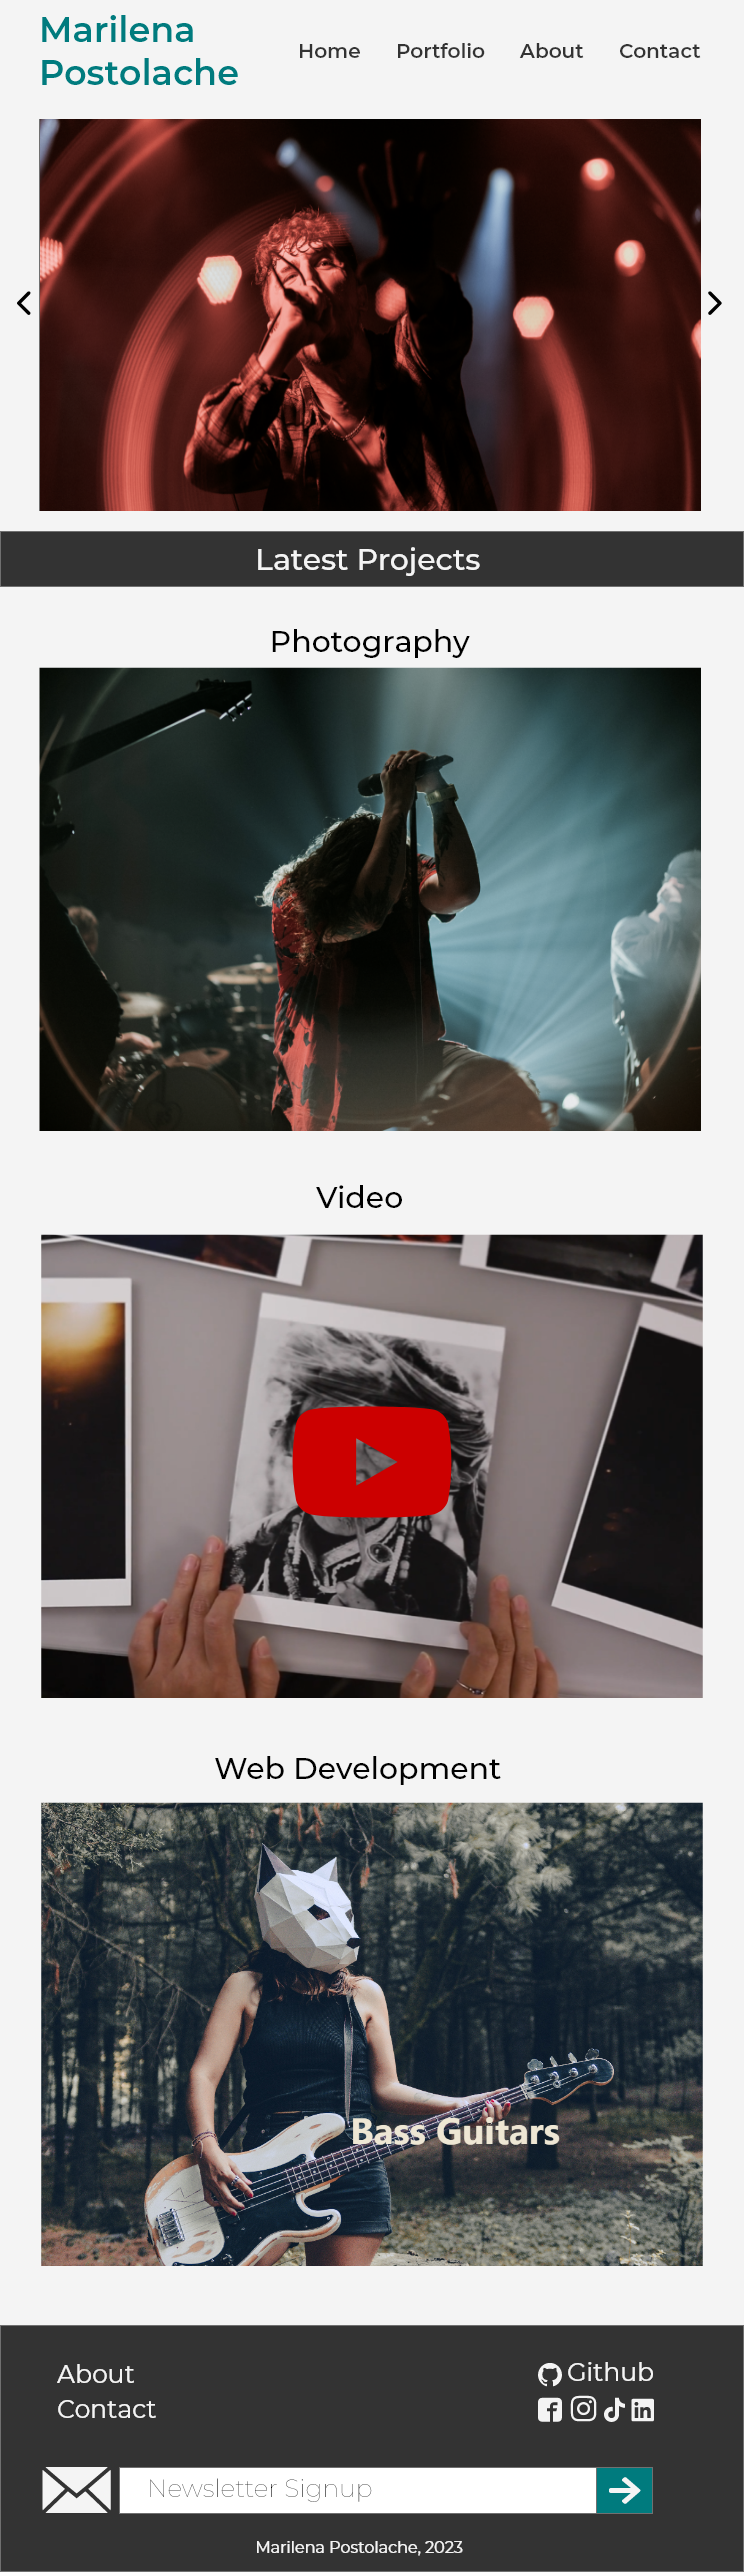 Marilena
Postolache
Home Portfolio About Contact
Latest Projects
Photography
Video
Web Development
Bass Guitars
About
Github
Contact
Newsletter Signup
Marilena Postolache, 2023